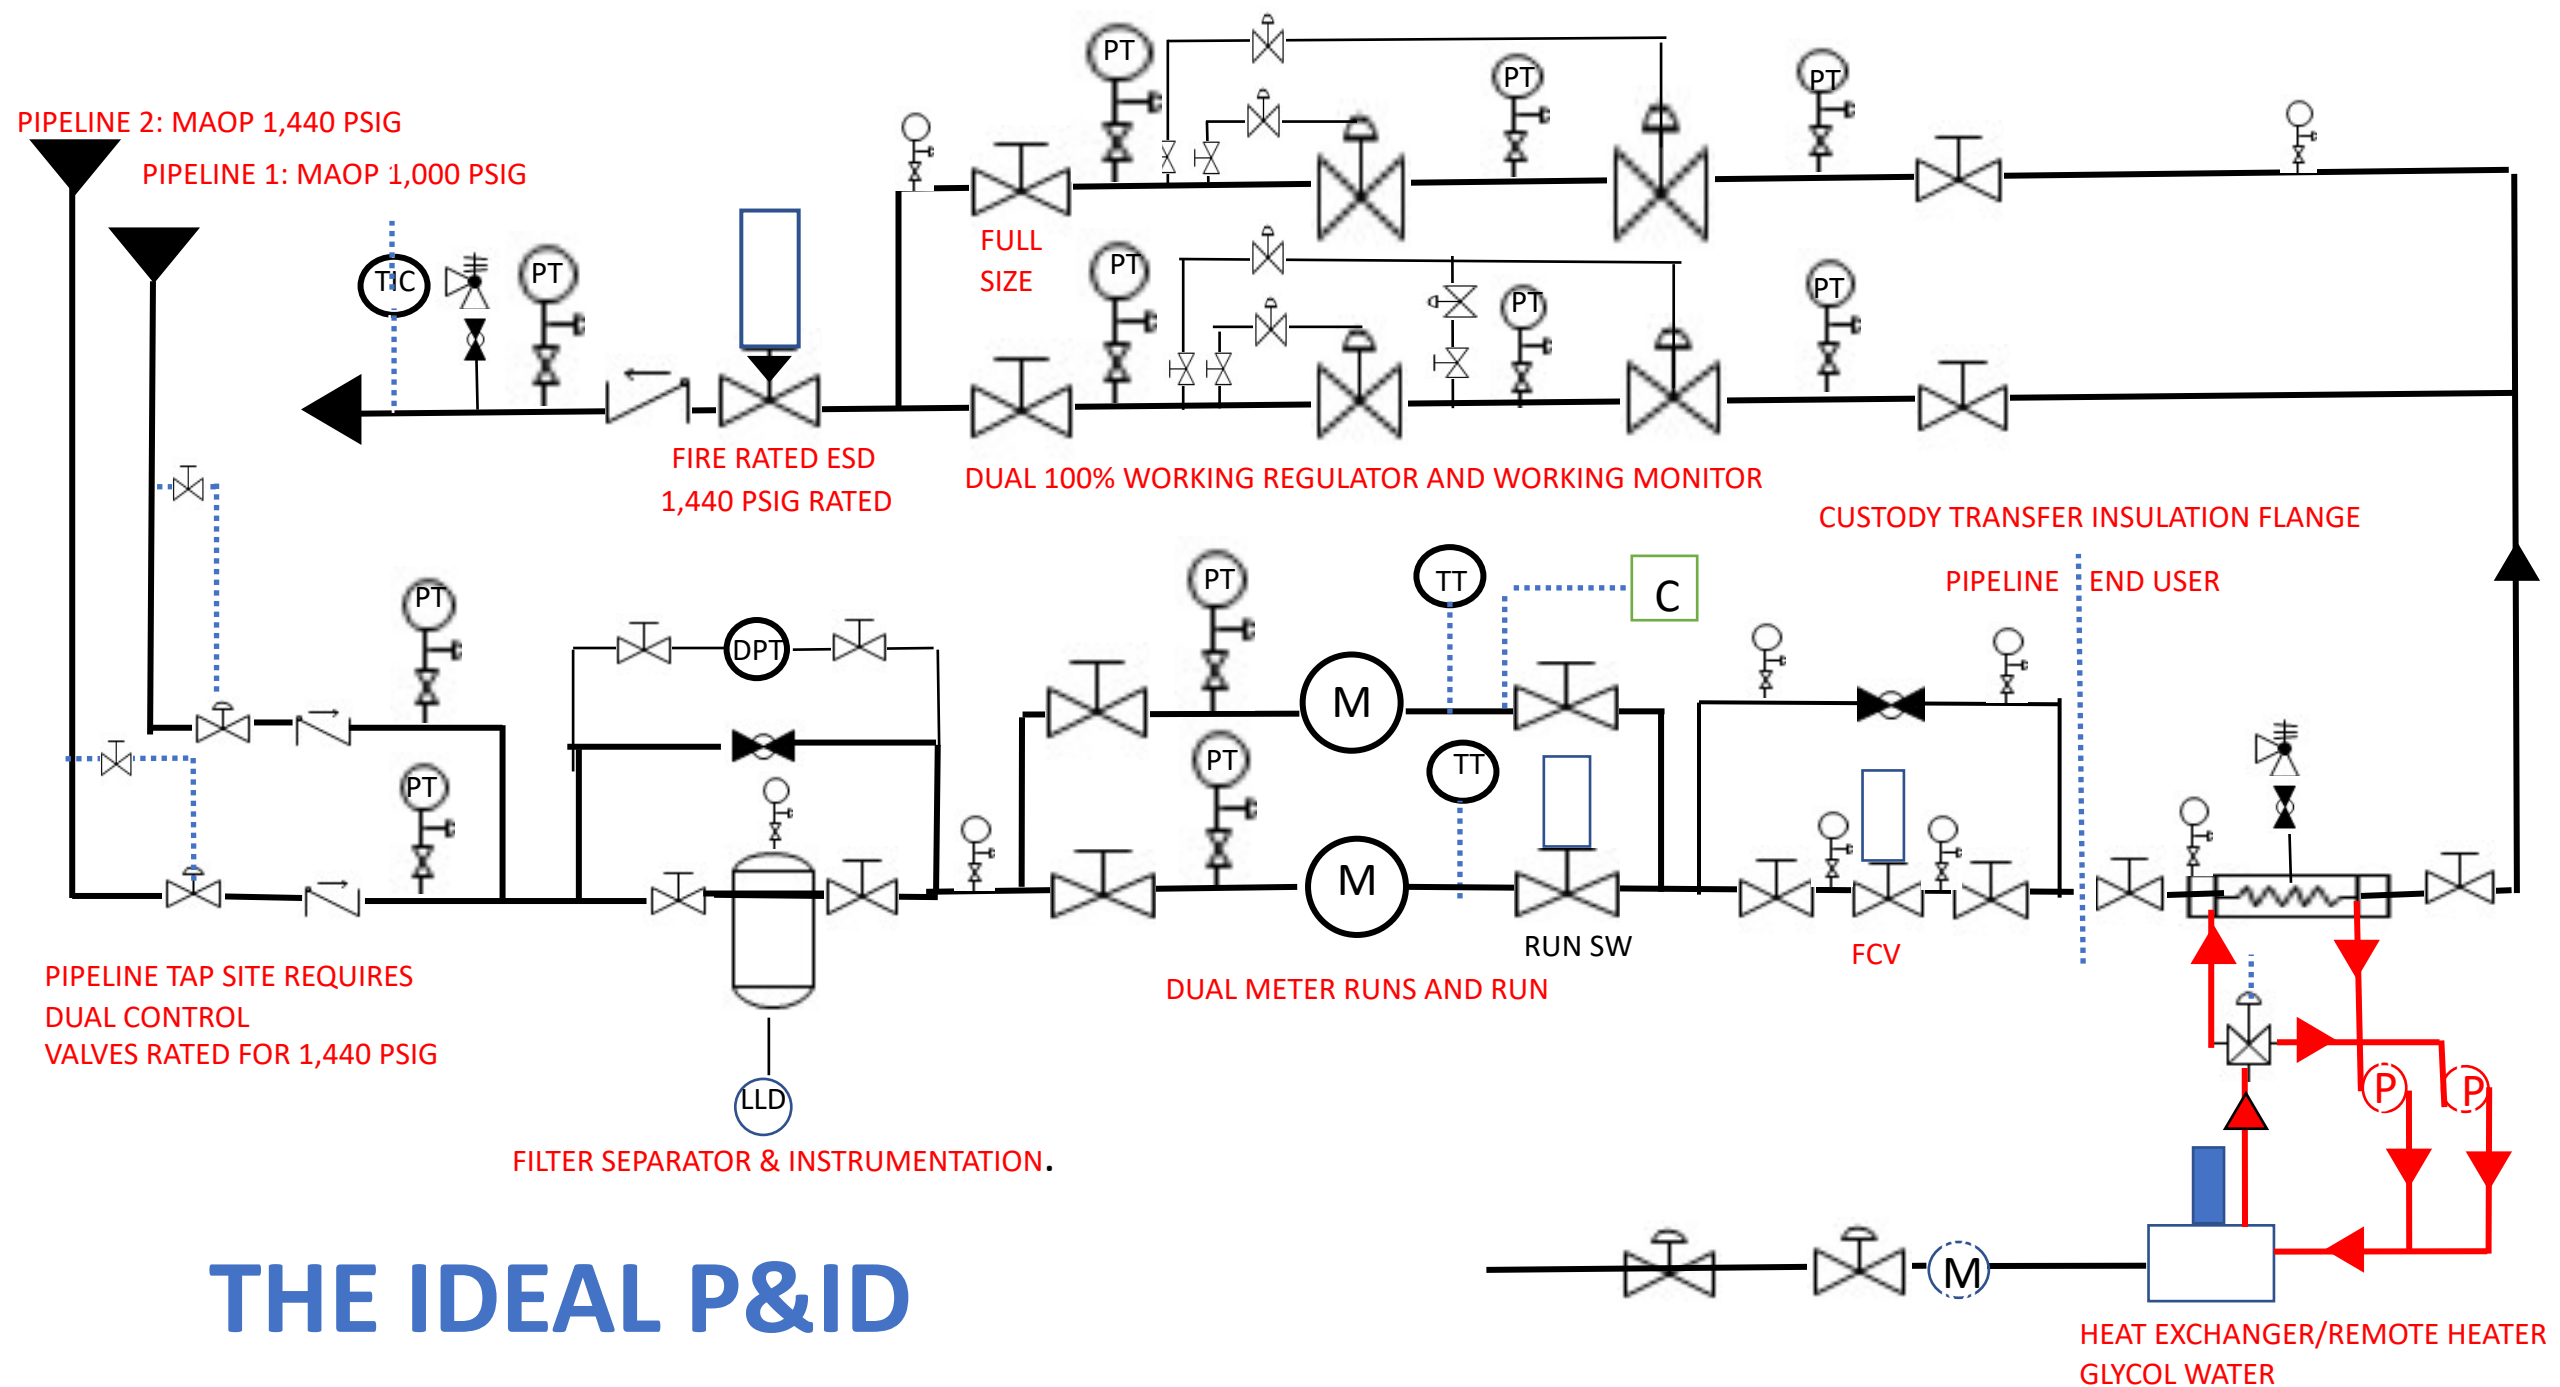 PT
PT
PT
PIPELINE 2: MAOP 1,440 PSIG
PIPELINE 1: MAOP 1,000 PSIG
FULL
SIZE
TIC
PT
PT
PT
PT
FIRE RATED ESD
1,440 PSIG RATED
DUAL 100% WORKING REGULATOR AND WORKING MONITOR
CUSTODY TRANSFER INSULATION FLANGE
PIPELINE
END USER
PT
DPT
PT
TT
C
PT
PT
TT
M
M
RUN SW
FCV
PIPELINE TAP SITE REQUIRES
DUAL CONTROL
VALVES RATED FOR 1,440 PSIG
DUAL METER RUNS AND RUN
LLD
FILTER SEPARATOR & INSTRUMENTATION.
P
P
M
THE IDEAL P&ID
HEAT EXCHANGER/REMOTE HEATER
GLYCOL WATER